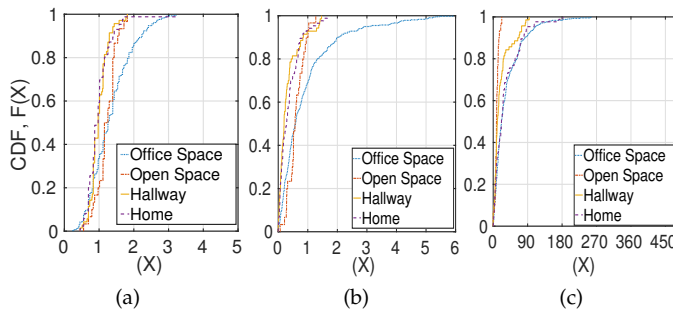 CDF, F(X)
1
0.8
0.6
0.4
0.2
0
Office Space
Open Space
Hallway
Home
0 1 2 3 4 5
(X)
(a)
1
0.8
0.6
0.4
0.2
0
Office Space
Open Space
Hallway
Home
0 1 2 3 4 5 6
(X)
(b)
1
0.8
0.6
0.4
0.2
0
Office Space
Open Space
Hallway
Home
0 90 180 270 360 450
(X)
(c)